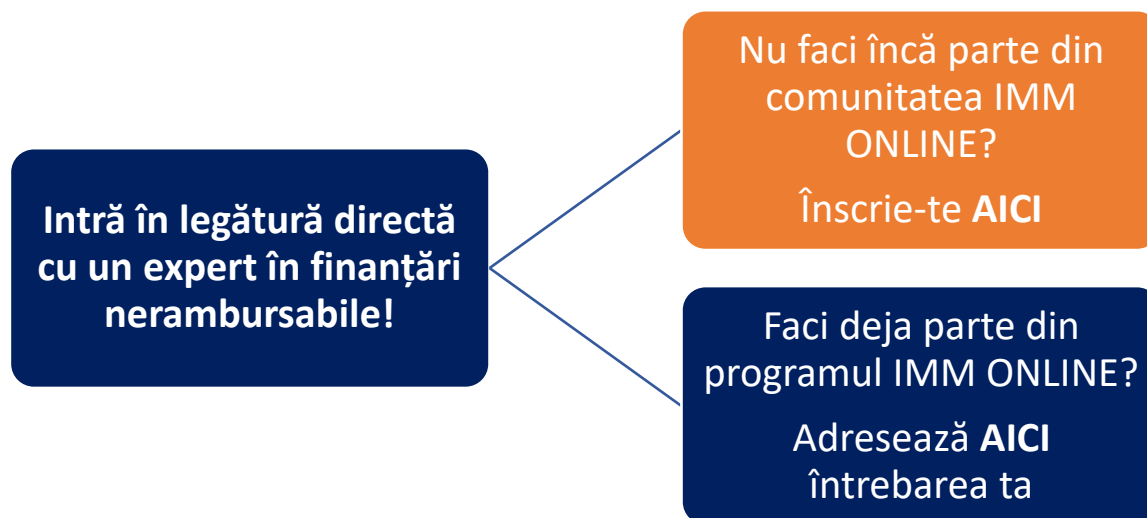 Intră în legătură directă
cu un expert în finanțări
nerambursabile!
Nu faci încă parte din
comunitatea IMM
ONLINE?
Înscrie-te AICI
Faci deja parte din
programul IMM ONLINE?
Adresează AICI
întrebarea ta